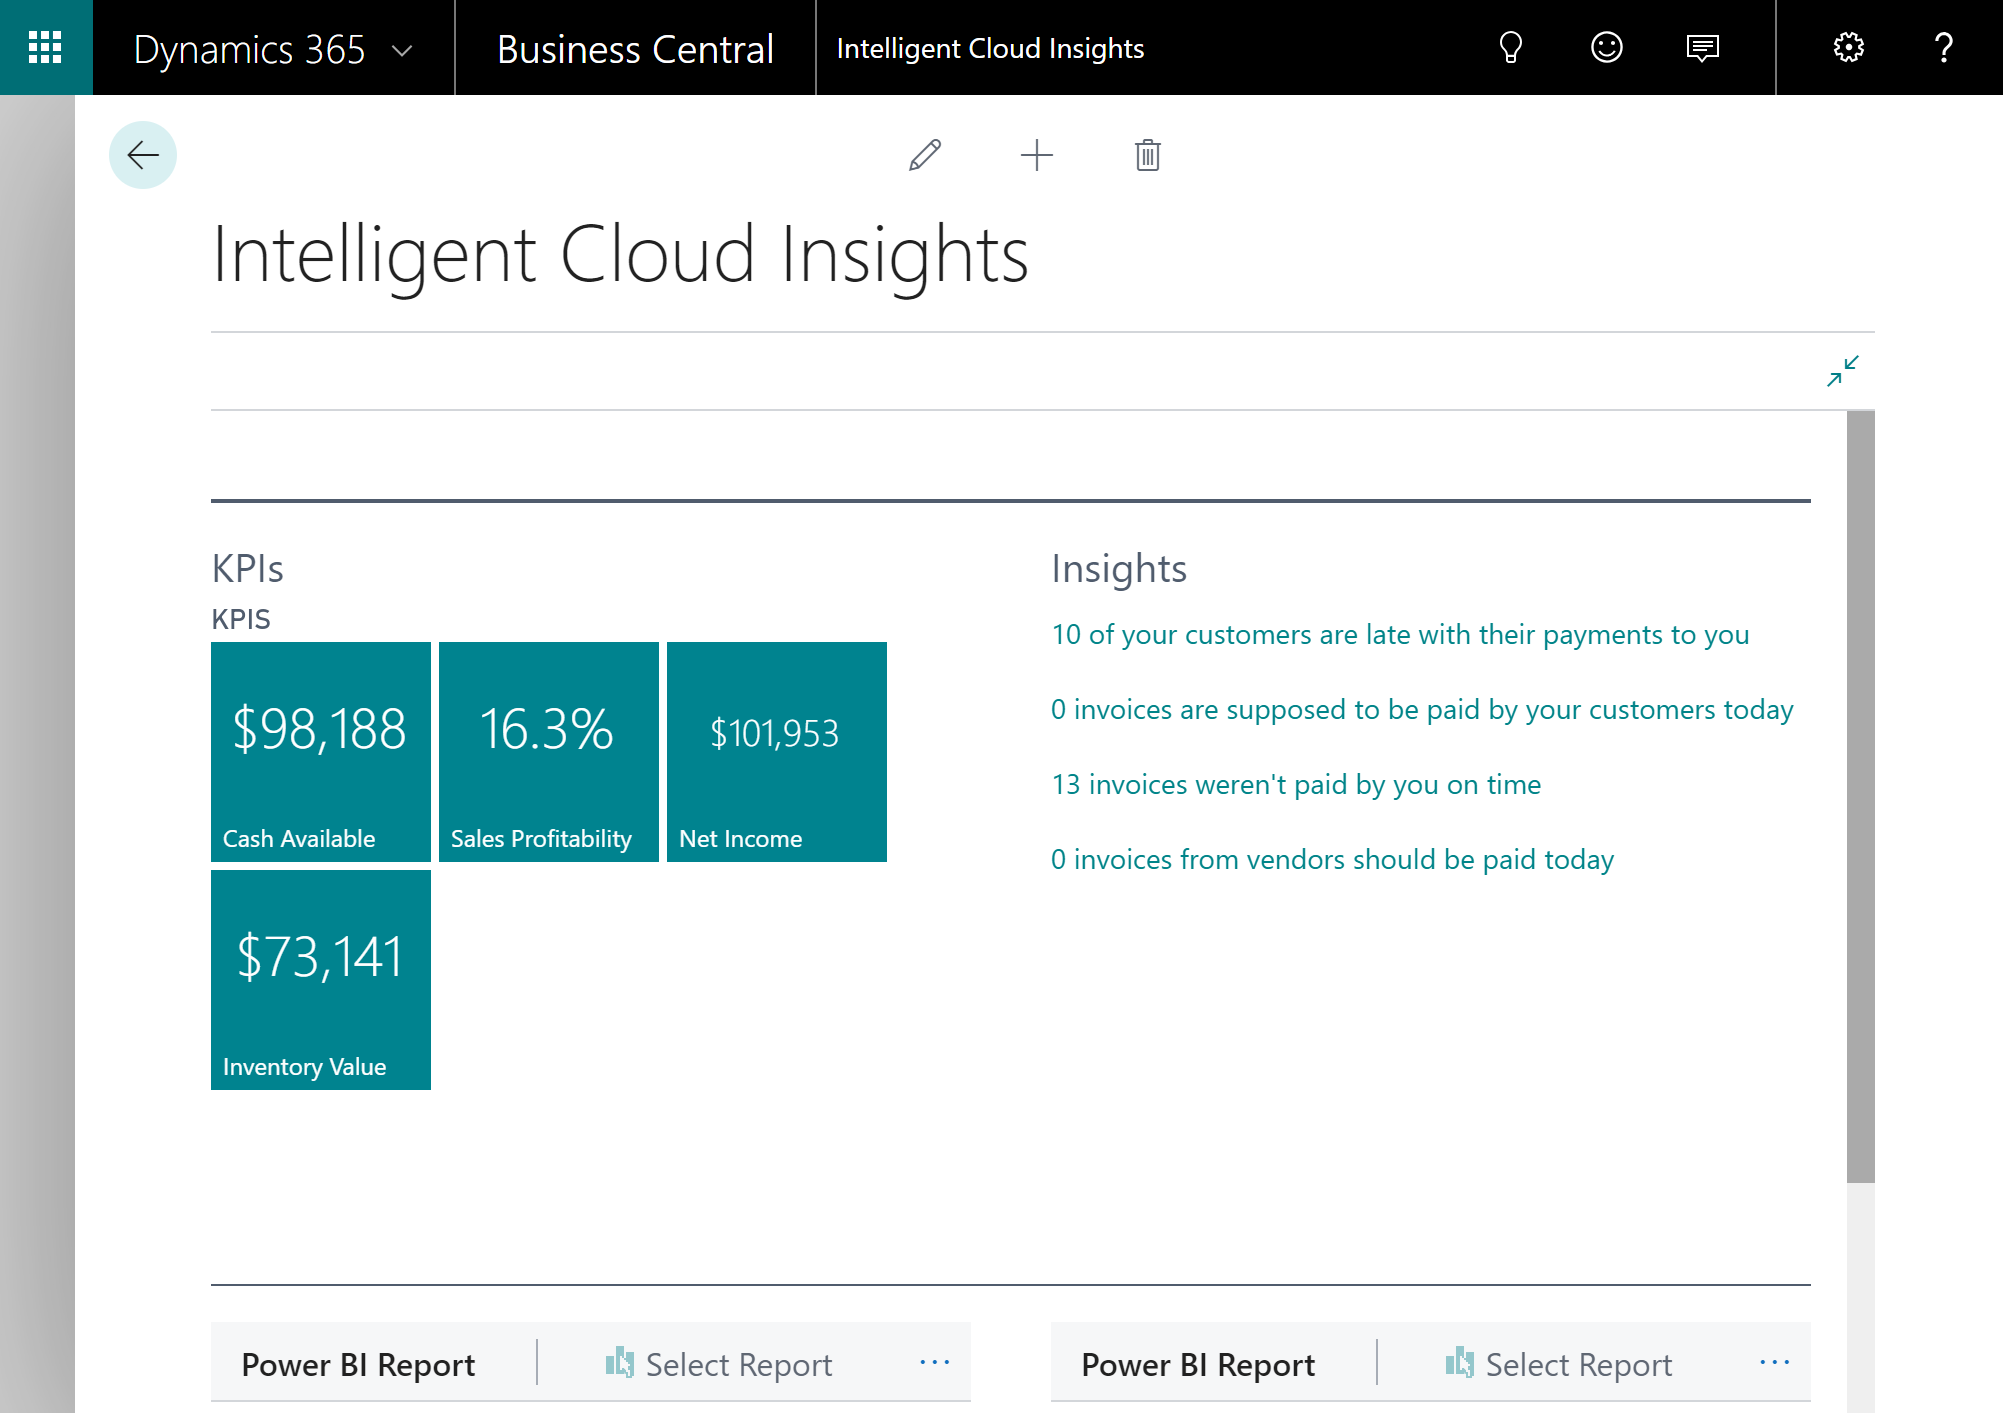 Dynamics 365
Business Central
Intelligent Cloud Insights
?
Intelligent Cloud Insights
KPIs
KPIS
$98,188
Cash Available
16.3%
Sales Profitability
$101,953
Net Income
$73,141
Inventory Value
Insights
10 of your customers are late with their payments to you
0 invoices are supposed to be paid by your customers today
13 invoices weren't paid by you on time
0 invoices from vendors should be paid today
Power BI Report
Select Report
...
Power BI Report
Select Report
...